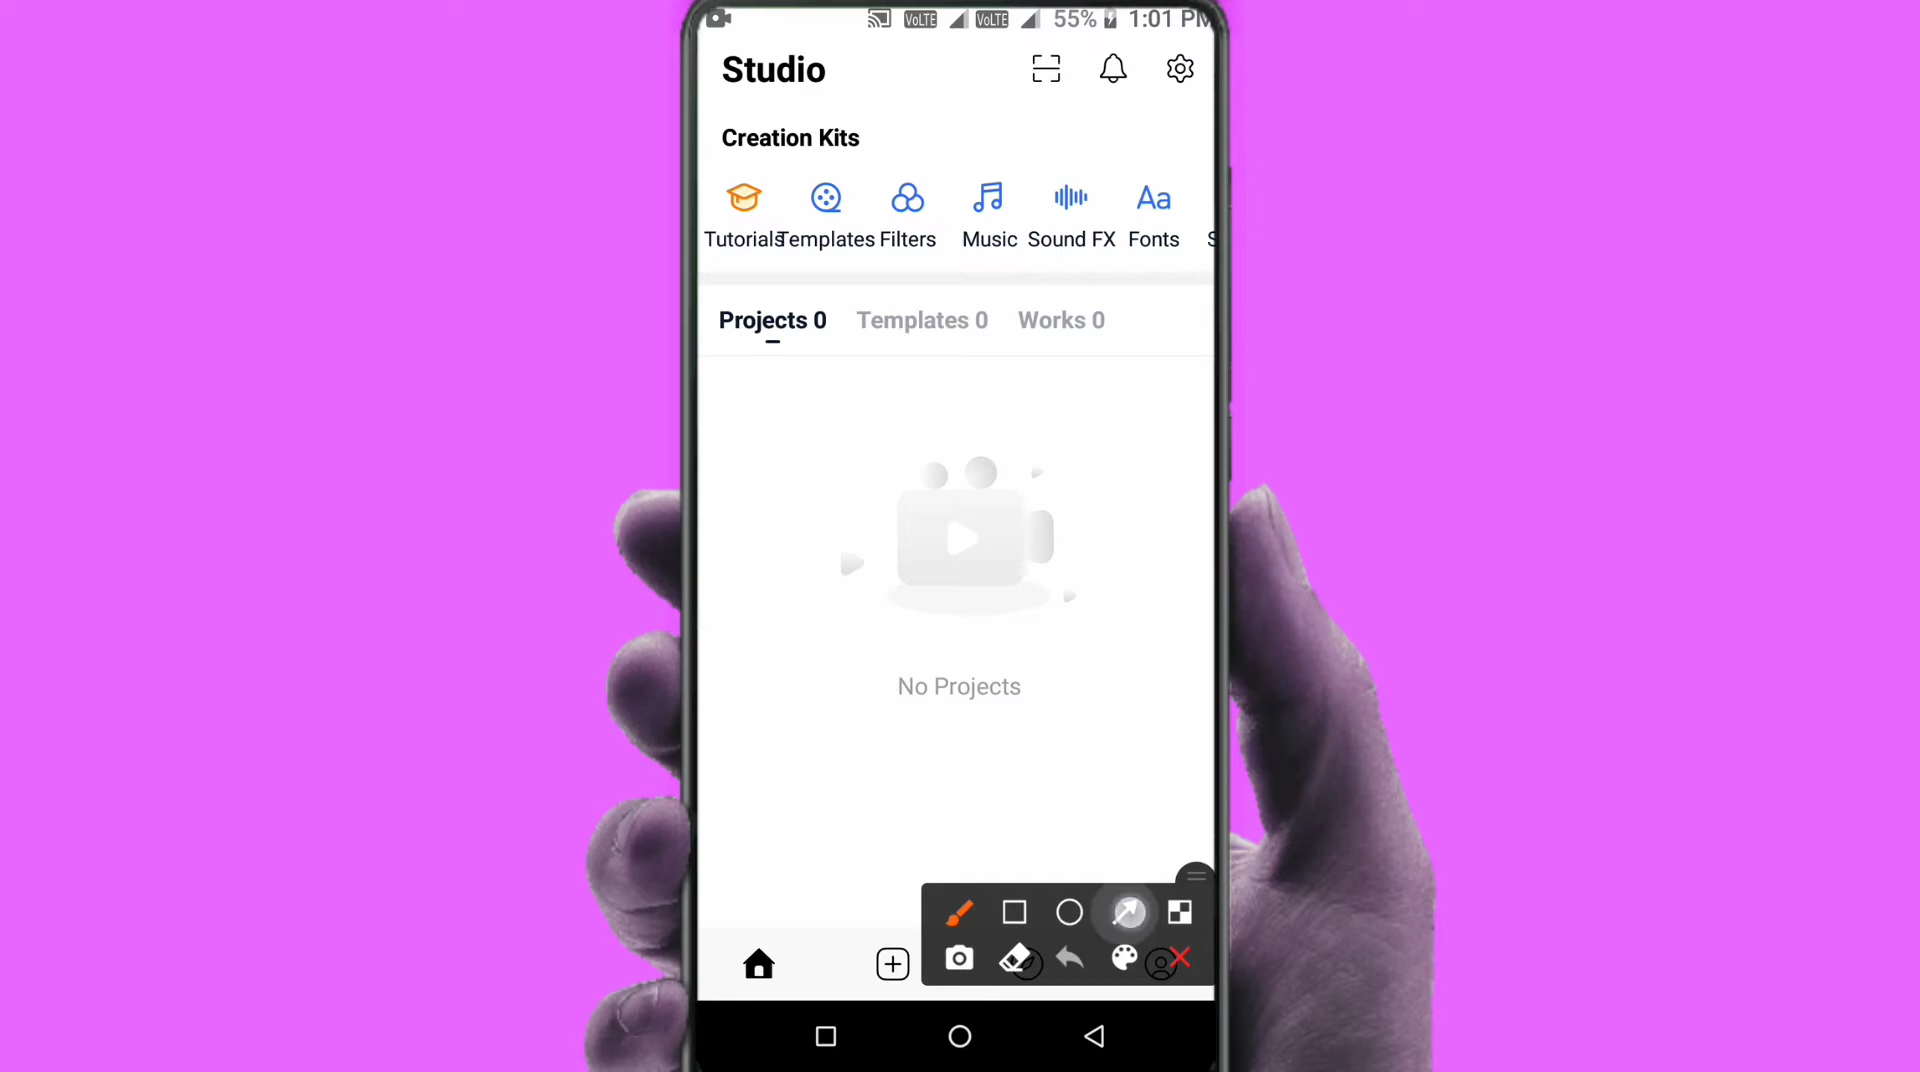 VoLTE VoLTE 55% 1:01 PM
Studio
Creation Kits
Aa
Tutorials Templates Filters Music Sound FX Fonts S
Projects 0 Templates 0 Works 0
No Projects